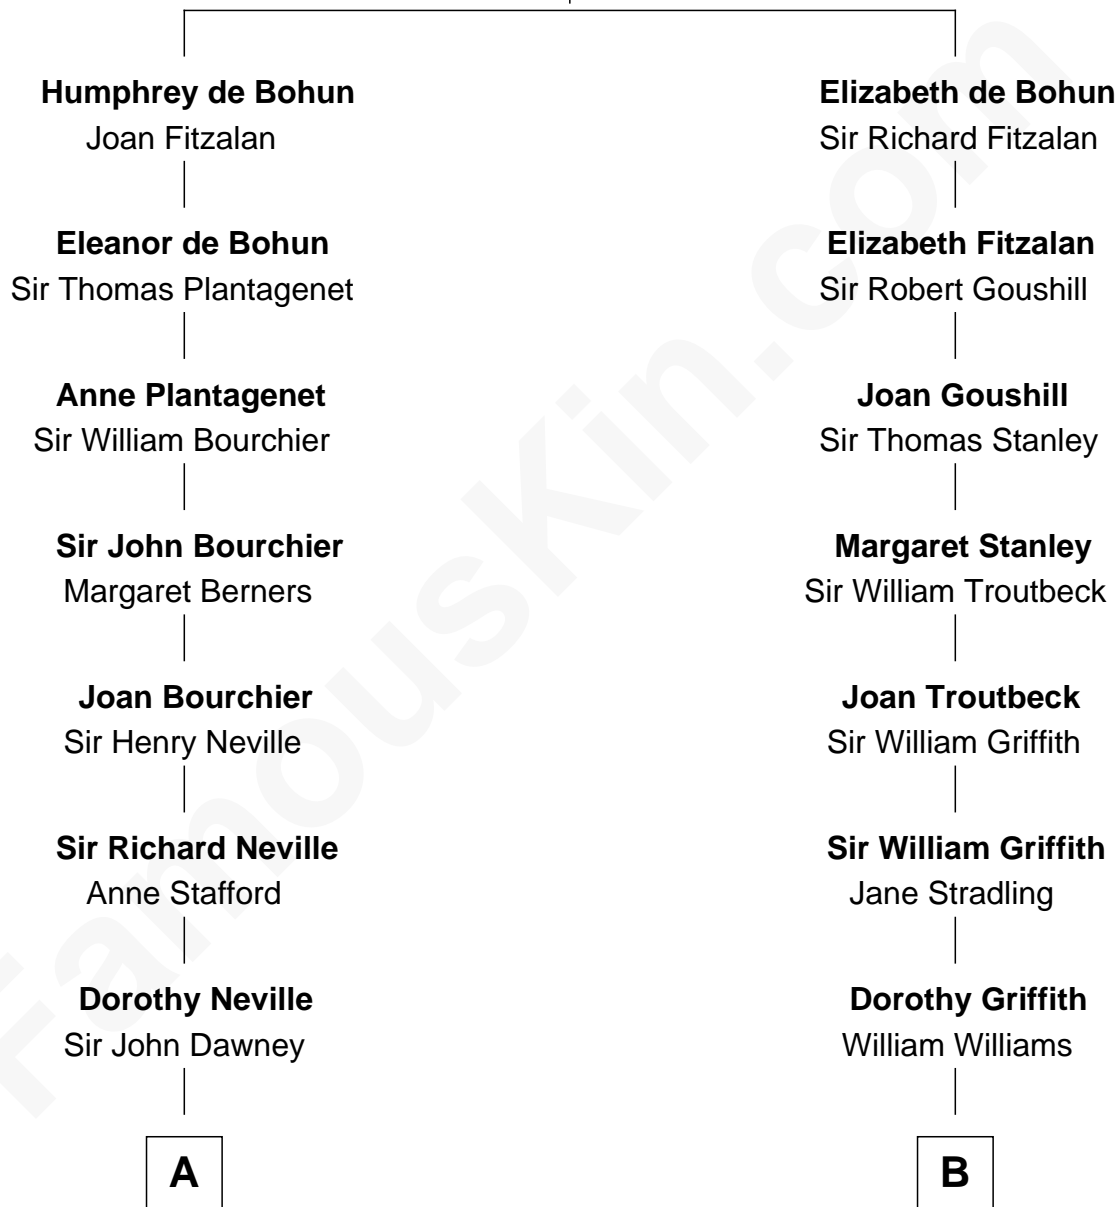 Humphrey de Bohun
Joan Fitzalan
Eleanor de Bohun
Sir Thomas Plantagenet
Anne Plantagenet
Sir William Bourchier
Sir John Bourchier
Margaret Berners
Joan Bourchier
Sir Henry Neville
Sir Richard Neville
Anne Stafford
Dorothy Neville
Sir John Dawney
A
Elizabeth de Bohun
Sir Richard Fitzalan
Elizabeth Fitzalan
Sir Robert Goushill
Joan Goushill
Sir Thomas Stanley
Margaret Stanley
Sir William Troutbeck
Joan Troutbeck
Sir William Griffith
Sir William Griffith
Jane Stradling
Dorothy Griffith
William Williams
B
FamousKin.com